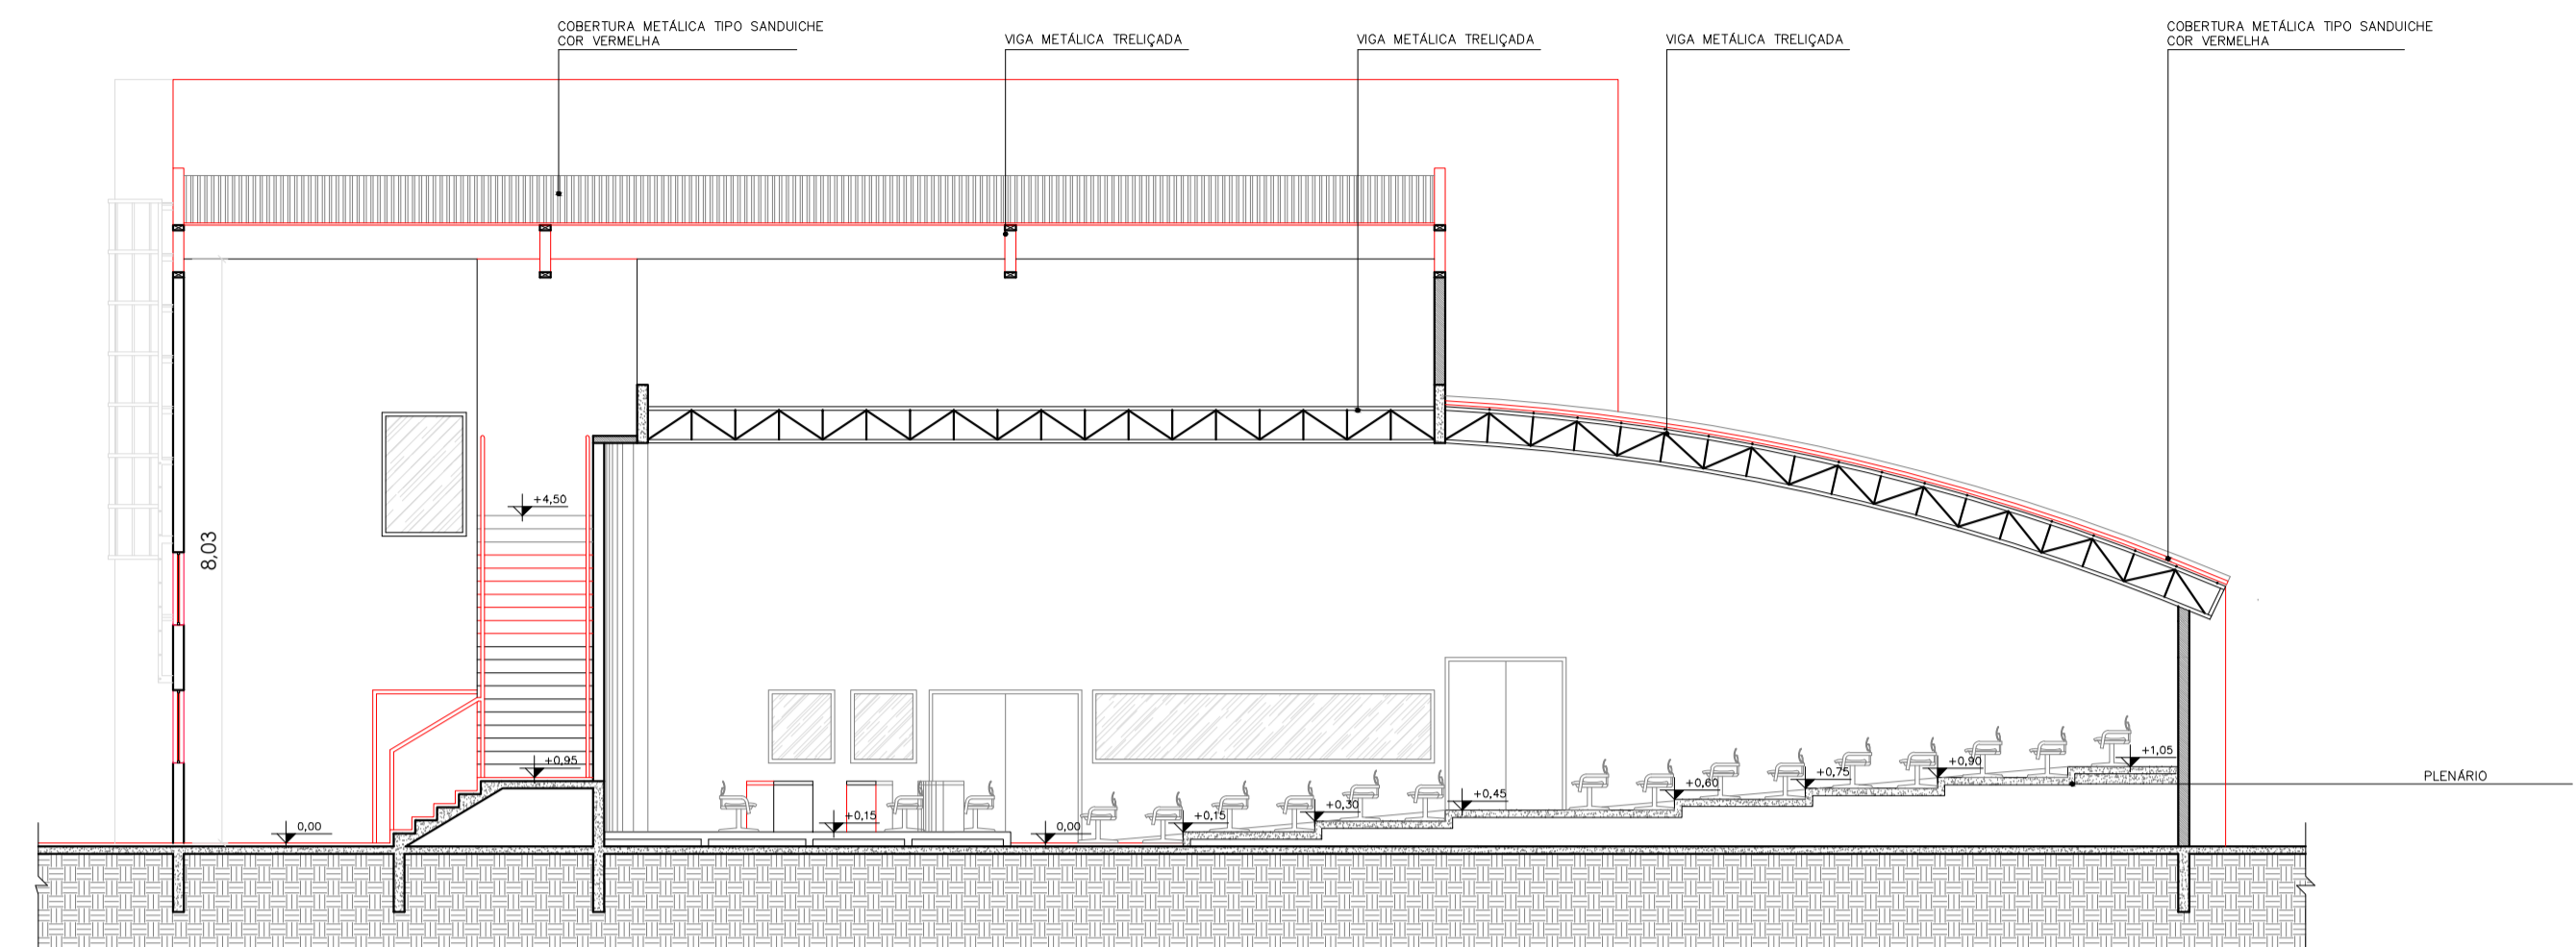 COBERTURA METÁLICA TIPO SANDUICHE
COR VERMELHA
VIGA METÁLICA TRELIÇADA
VIGA METÁLICA TRELIÇADA
VIGA METÁLICA TRELIÇADA
COBERTURA METÁLICA TIPO SANDUICHE
COR VERMELHA
+4,50
8,03
+0,95
0,00
+0,15
0,00
+0,15
+0,30
+0,45
+0,60
+0,75
+0,90
+1,05
PLENÁRIO